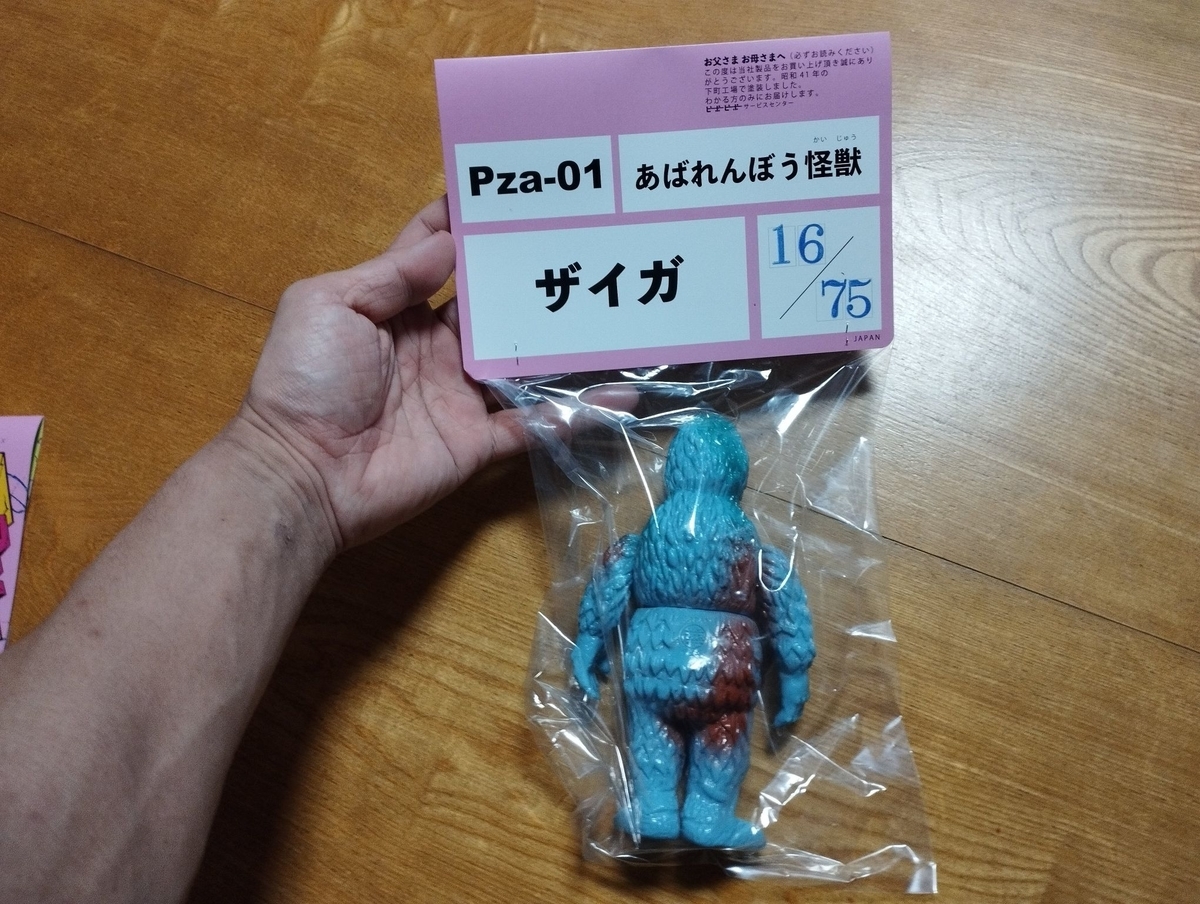 お父さま お母さまへ（必ずお読みください）
この度は当社製品をお買い上げ頂き誠にあり
がとうございます。昭和 41 年の
下町工場で塗装しました。
わかる方のみにお届けします。
ピポピポ サービスセンター
Pza-01
かい じゅう
あばれんぼう怪獣
ザイガ
16/75
JAPAN